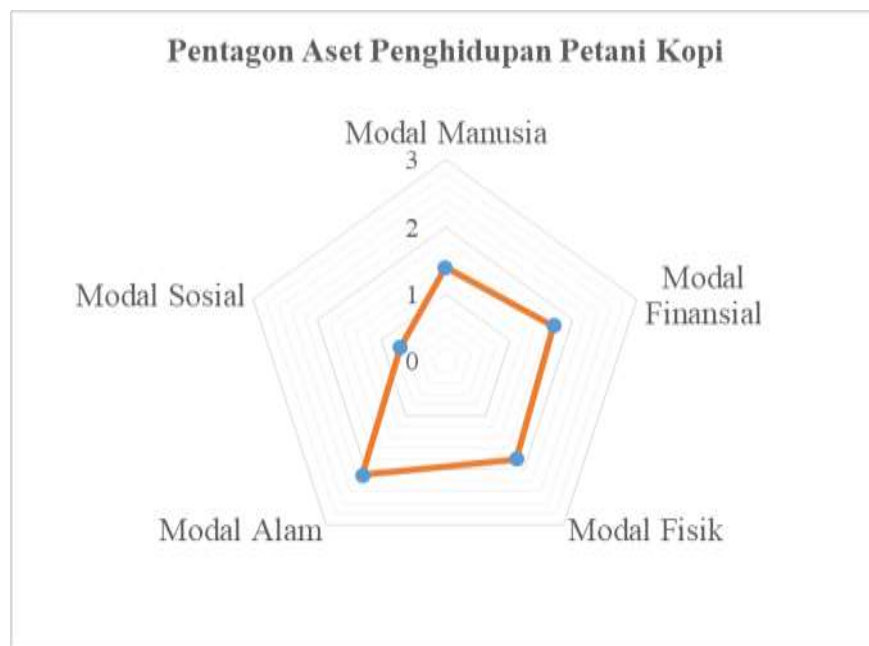 Pentagon Aset Penghidupan Petani Kopi
Modal Manusia
3
2
1
0
Modal
Finansial
Modal Sosial
Modal Alam
Modal Fisik